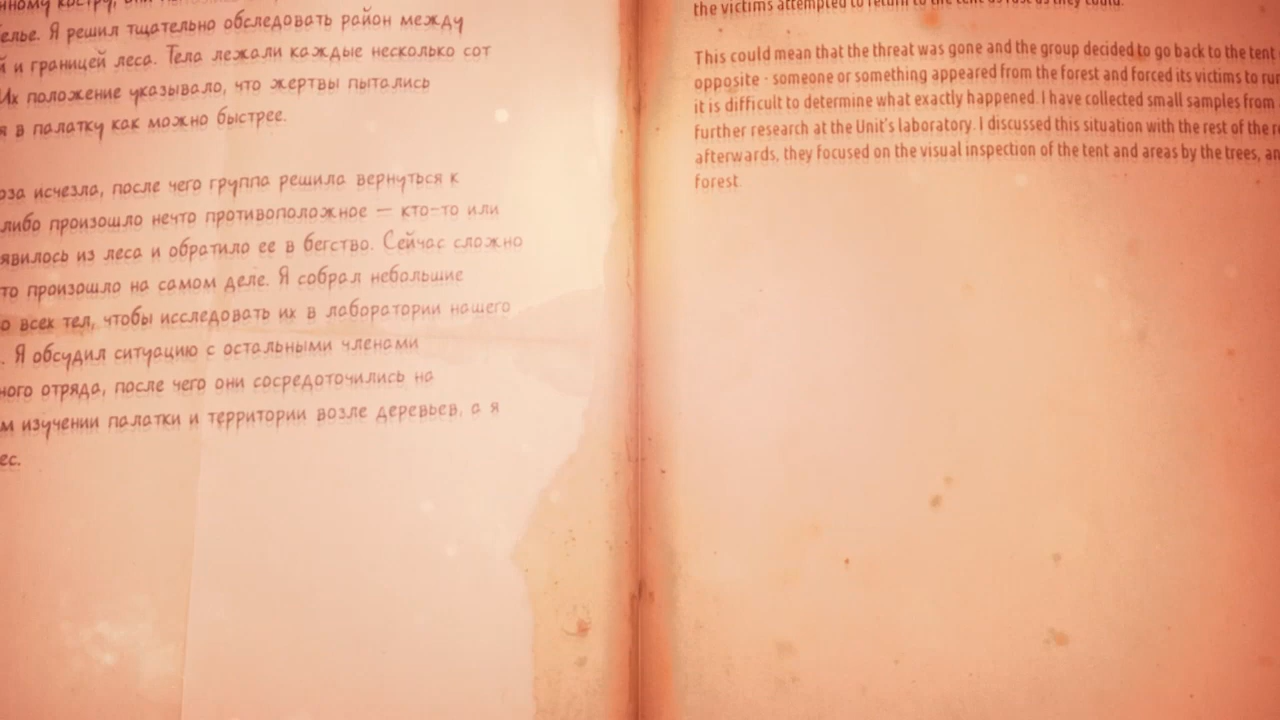 елье. Я решил тщательно обследовать район между
й и границей леса. Тела лежали каждые несколько сот
Их положение указывало, что жертвы пытались
я в палатку как можно быстрее.
оза исчезла, после чего группа решила вернуться к
либо произошло нечто противоположное — кто-то или
явилось из леса и обратило ее в бегство. Сейчас сложно
то произошло на самом деле. Я собрал небольшие
о всех тел, чтобы исследовать их в лаборатории нашего
. Я обсудил ситуацию с остальными членами
ного отряда, после чего они сосредоточились на
м изучении палатки и территории возле деревьев, а я
ес.
the victims attempted to return to the tent as fast as they could.
This could mean that the threat was gone and the group decided to go back to the tent
opposite - someone or something appeared from the forest and forced its victims to run
it is difficult to determine what exactly happened. I have collected small samples from
further research at the Unit's laboratory. I discussed this situation with the rest of the
afterwards, they focused on the visual inspection of the tent and areas by the trees,
forest.